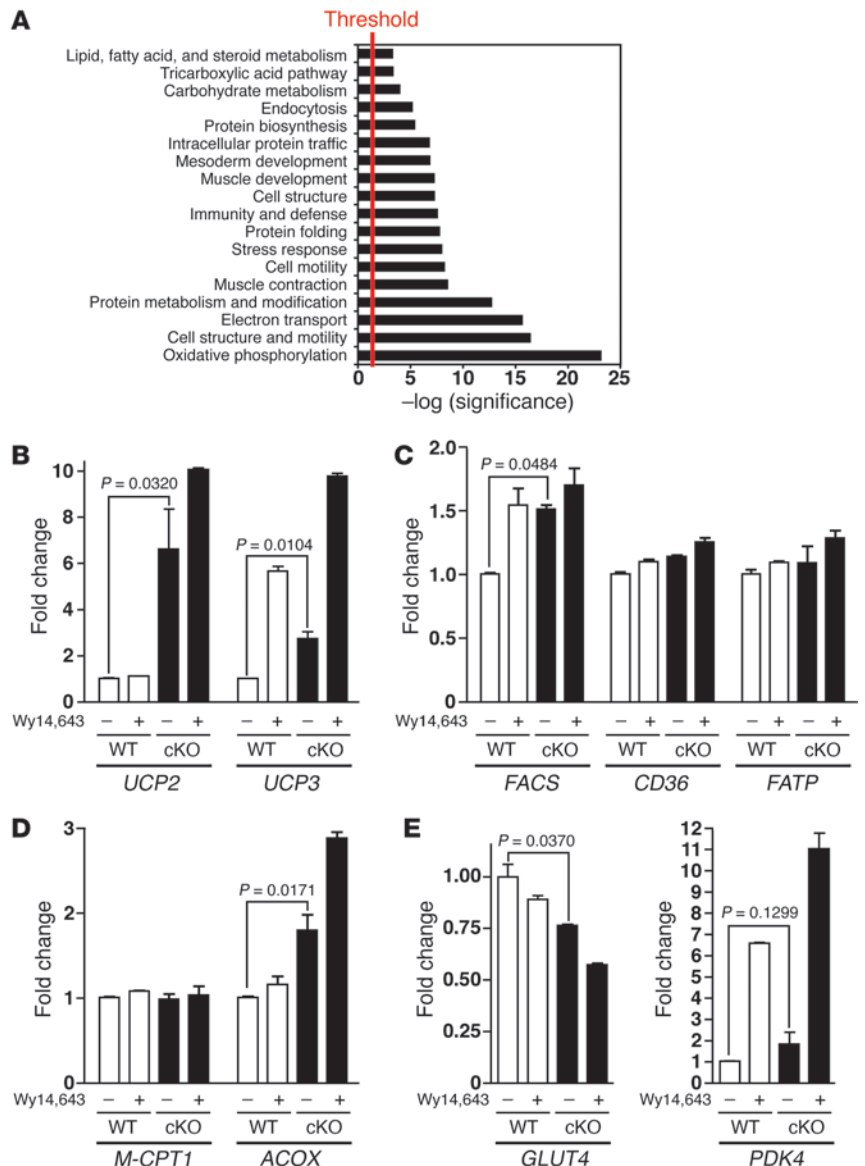 A
Threshold
Lipid, fatty acid, and steroid metabolism
Tricarboxylic acid pathway
Carbohydrate metabolism
Endocytosis
Protein biosynthesis
Intracellular protein traffic
Mesoderm development
Muscle development
Cell structure
Immunity and defense
Protein folding
Stress response
Cell motility
Muscle contraction
Protein metabolism and modification
Electron transport
Cell structure and motility
Oxidative phosphorylation
0 5 10 15 20 25
–log (significance)
B
Fold change
10
8
6
4
2
0
P = 0.0320
P = 0.0104
Wy14,643 – + – + – + – +
WT cKO WT cKO
UCP2 UCP3
C
Fold change
2.0
1.5
1.0
0.5
0
P = 0.0484
Wy14,643 – + – + – + – + – + – +
WT cKO WT cKO WT cKO
FACS CD36 FATP
D
Fold change
3
2
1
0
P = 0.0171
Wy14,643 – + – + – + – +
WT cKO WT cKO
M-CPT1 ACOX
E
Fold change
1.00
0.75
0.50
0.25
0
P = 0.0370
Wy14,643 – + – +
WT cKO
GLUT4
Fold change
12
11
10
9
8
7
6
5
4
3
2
1
0
P = 0.1299
– + – +
WT cKO
PDK4